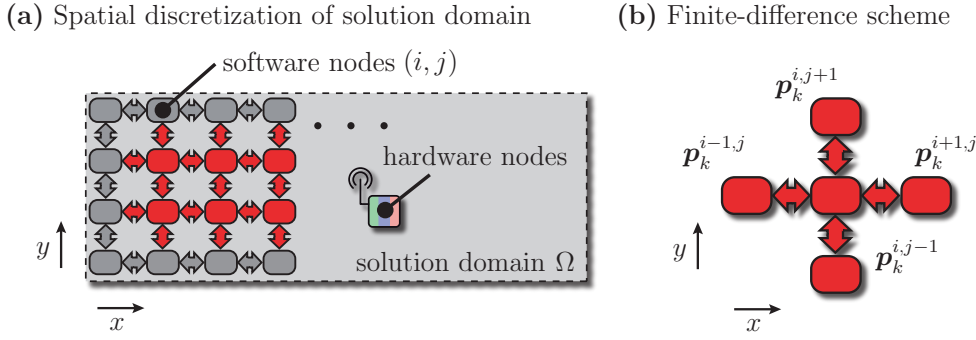 (a) Spatial discretization of solution domain
software nodes (i, j)
. . .
hardware nodes
y
solution domain Ω
x
(b) Finite-difference scheme
p_k^{i,j+1}
p_k^{i-1,j}
p_k^{i+1,j}
p_k^{i,j-1}
y
x